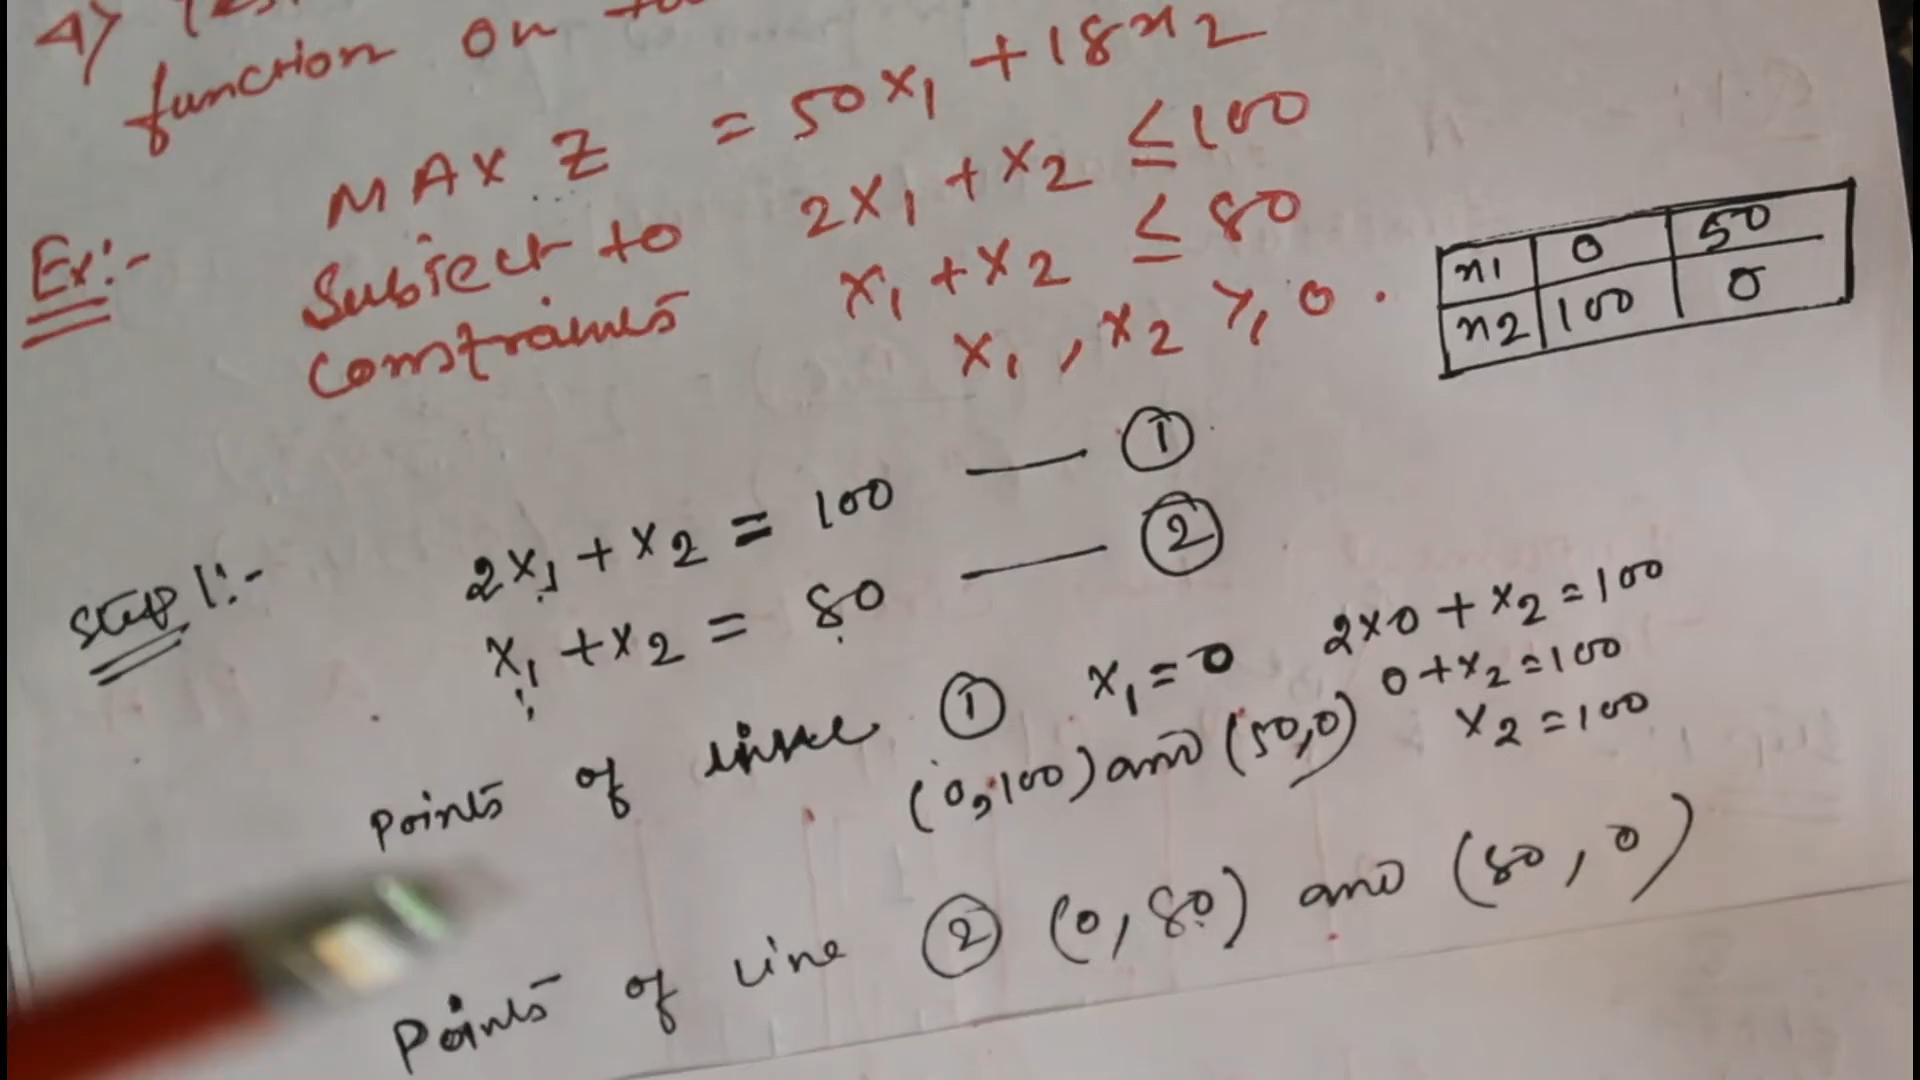 4)
function on
MAX Z = 50x1 + 18x2
Ex:- Subject to 2x1 + x2 ≤ 100
constraints x1 + x2 ≤ 80
x1, x2 ≥ 0.
x1 0 50
x2 100 0
Step 1:- 2x1 + x2 = 100 — ①
x1 + x2 = 80 — ②
points of line ① x1 = 0 2x0 + x2 = 100
0 + x2 = 100
(0,100) and (50,0) x2 = 100
Points of line ② (0,80) and (80,0)